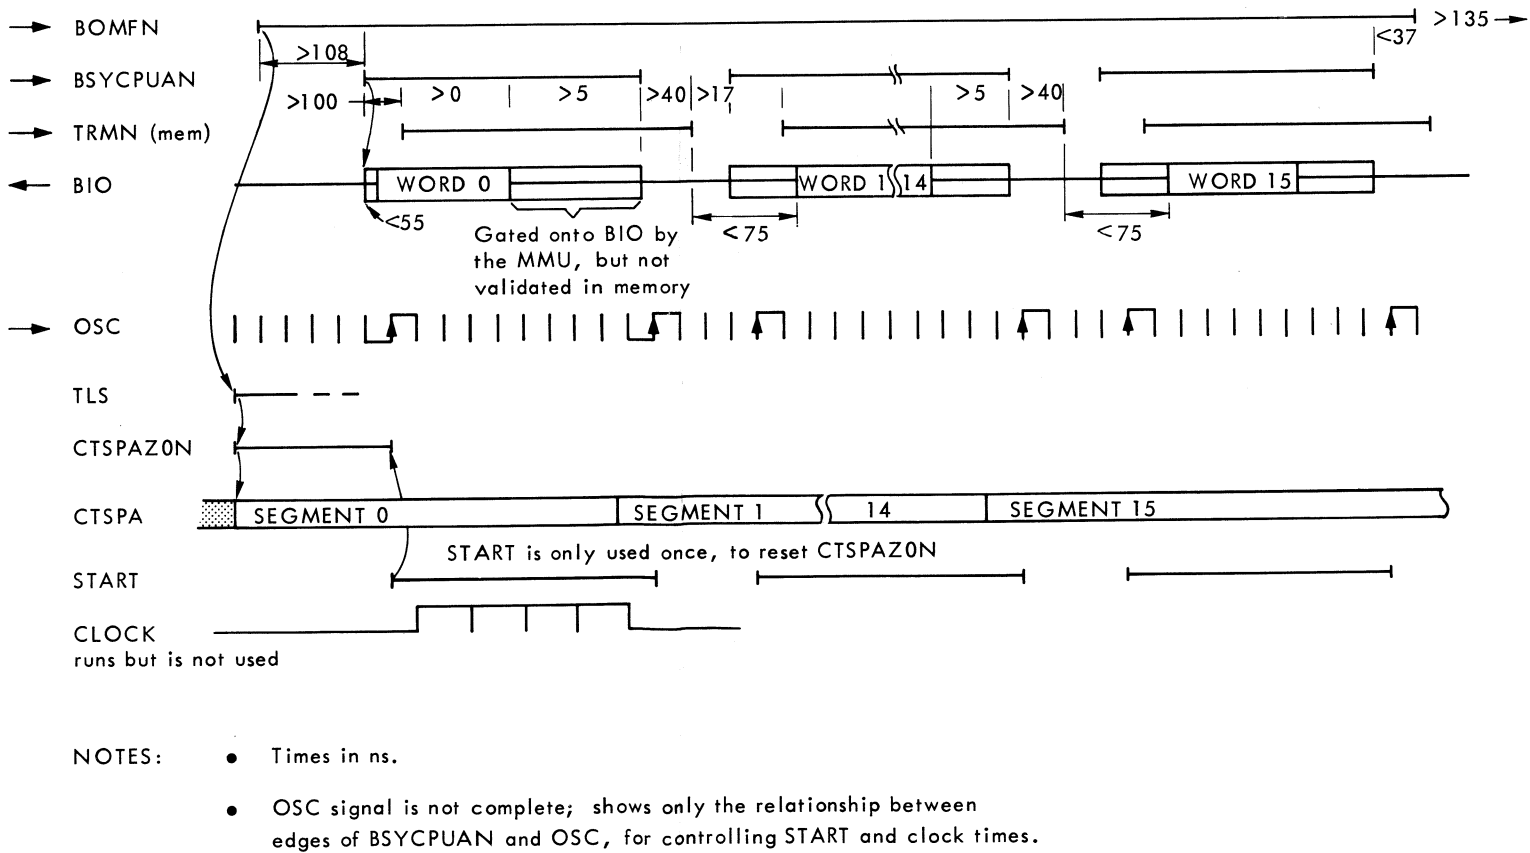 BOMFN
>135
<37
>108
BSYCPUAN
>100
>0
>5
>40
>17
>5
>40
TRMN (mem)
BIO
WORD 0
WORD 1
14
WORD 15
<55
<75
<75
Gated onto BIO by
the MMU, but not
validated in memory
OSC
TLS
CTSPAZ0N
CTSPA
SEGMENT 0
SEGMENT 1
14
SEGMENT 15
START is only used once, to reset CTSPAZ0N
START
CLOCK
runs but is not used
NOTES:
● Times in ns.
● OSC signal is not complete; shows only the relationship between
edges of BSYCPUAN and OSC, for controlling START and clock times.